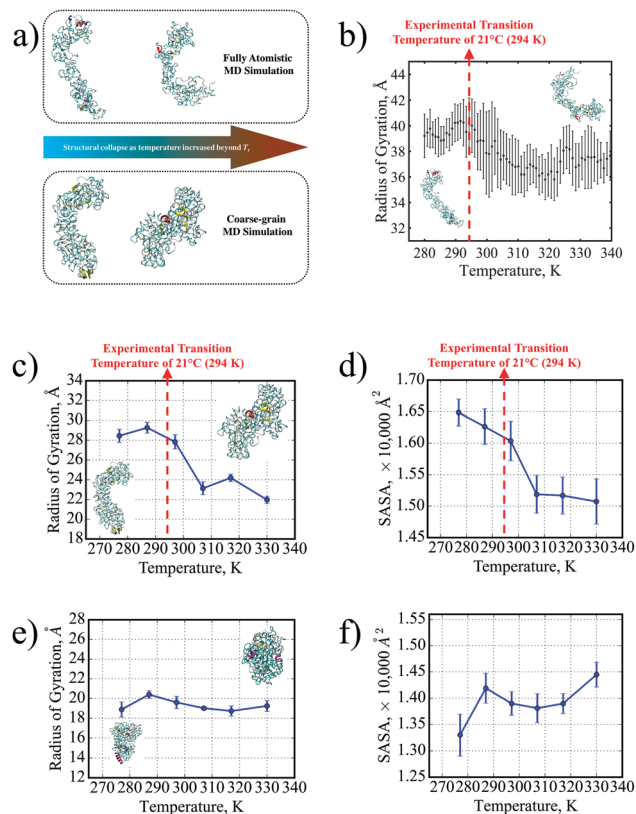 a)
Fully Atomistic
MD Simulation
Structural collapse as temperature increased beyond Tt
Coarse-grain
MD Simulation
Experimental Transition
Temperature of 21°C (294 K)
b)
Radius of Gyration, Å
44
42
40
38
36
34
32
280 290 300 310 320 330 340
Temperature, K
Experimental Transition
Temperature of 21°C (294 K)
c)
Radius of Gyration, Å
34
32
30
28
26
24
22
20
18
270 280 290 300 310 320 330 340
Temperature, K
d)
SASA, × 10,000 Å²
1.70
1.65
1.60
1.55
1.50
1.45
270 280 290 300 310 320 330 340
Temperature, K
e)
Radius of Gyration, Å
28
26
24
22
20
18
16
14
12
270 280 290 300 310 320 330 340
Temperature, K
f)
SASA, × 10,000 Å²
1.55
1.50
1.45
1.40
1.35
1.30
1.25
270 280 290 300 310 320 330 340
Temperature, K